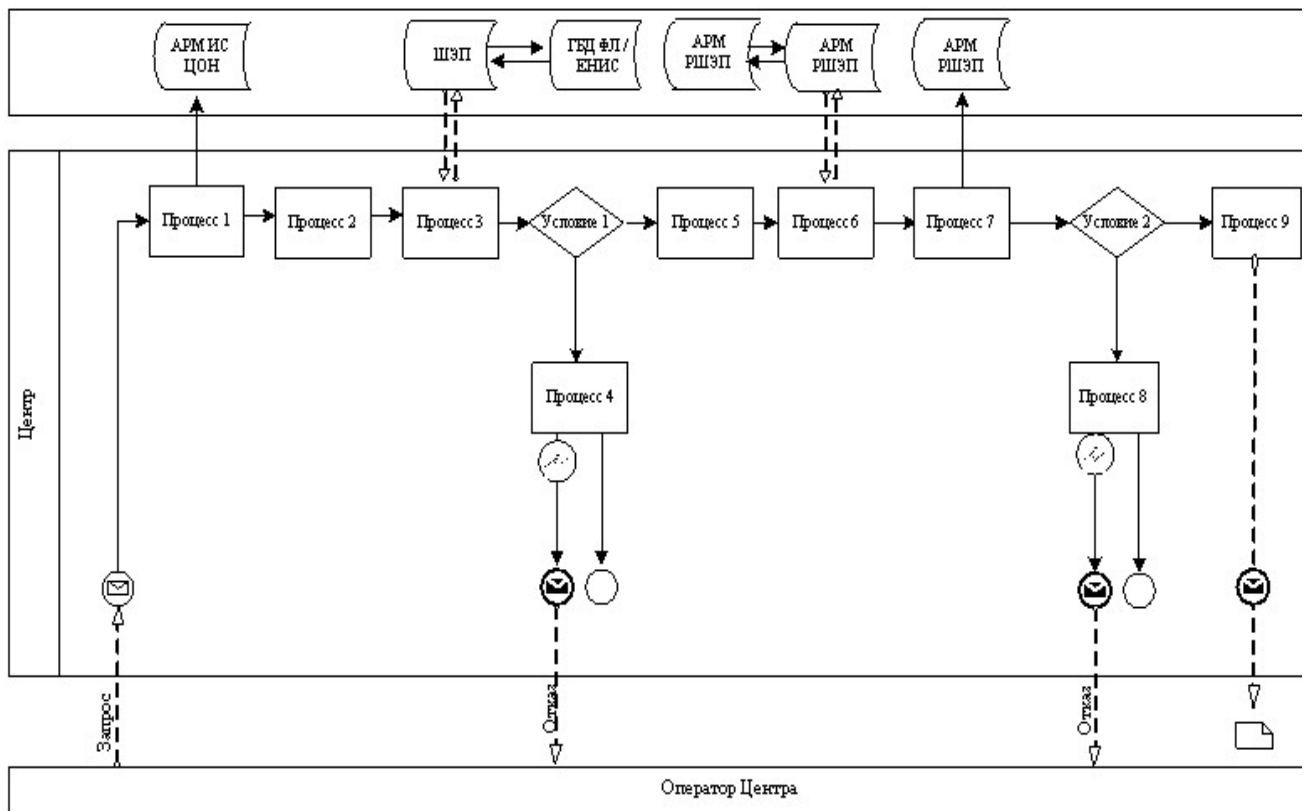 АРМ ИС
ЦОН
ШЭП
ГБД ФЛ /
ЕНИС
АРМ
РШЭП
АРМ
РШЭП
АРМ
РШЭП
Процесс 1
Процесс 2
Процесс 3
Условие 1
Процесс 5
Процесс 6
Процесс 7
Условие 2
Процесс 9
Процесс 4
Процесс 8
Центр
Запрос
Отказ
Отказ
Оператор Центра